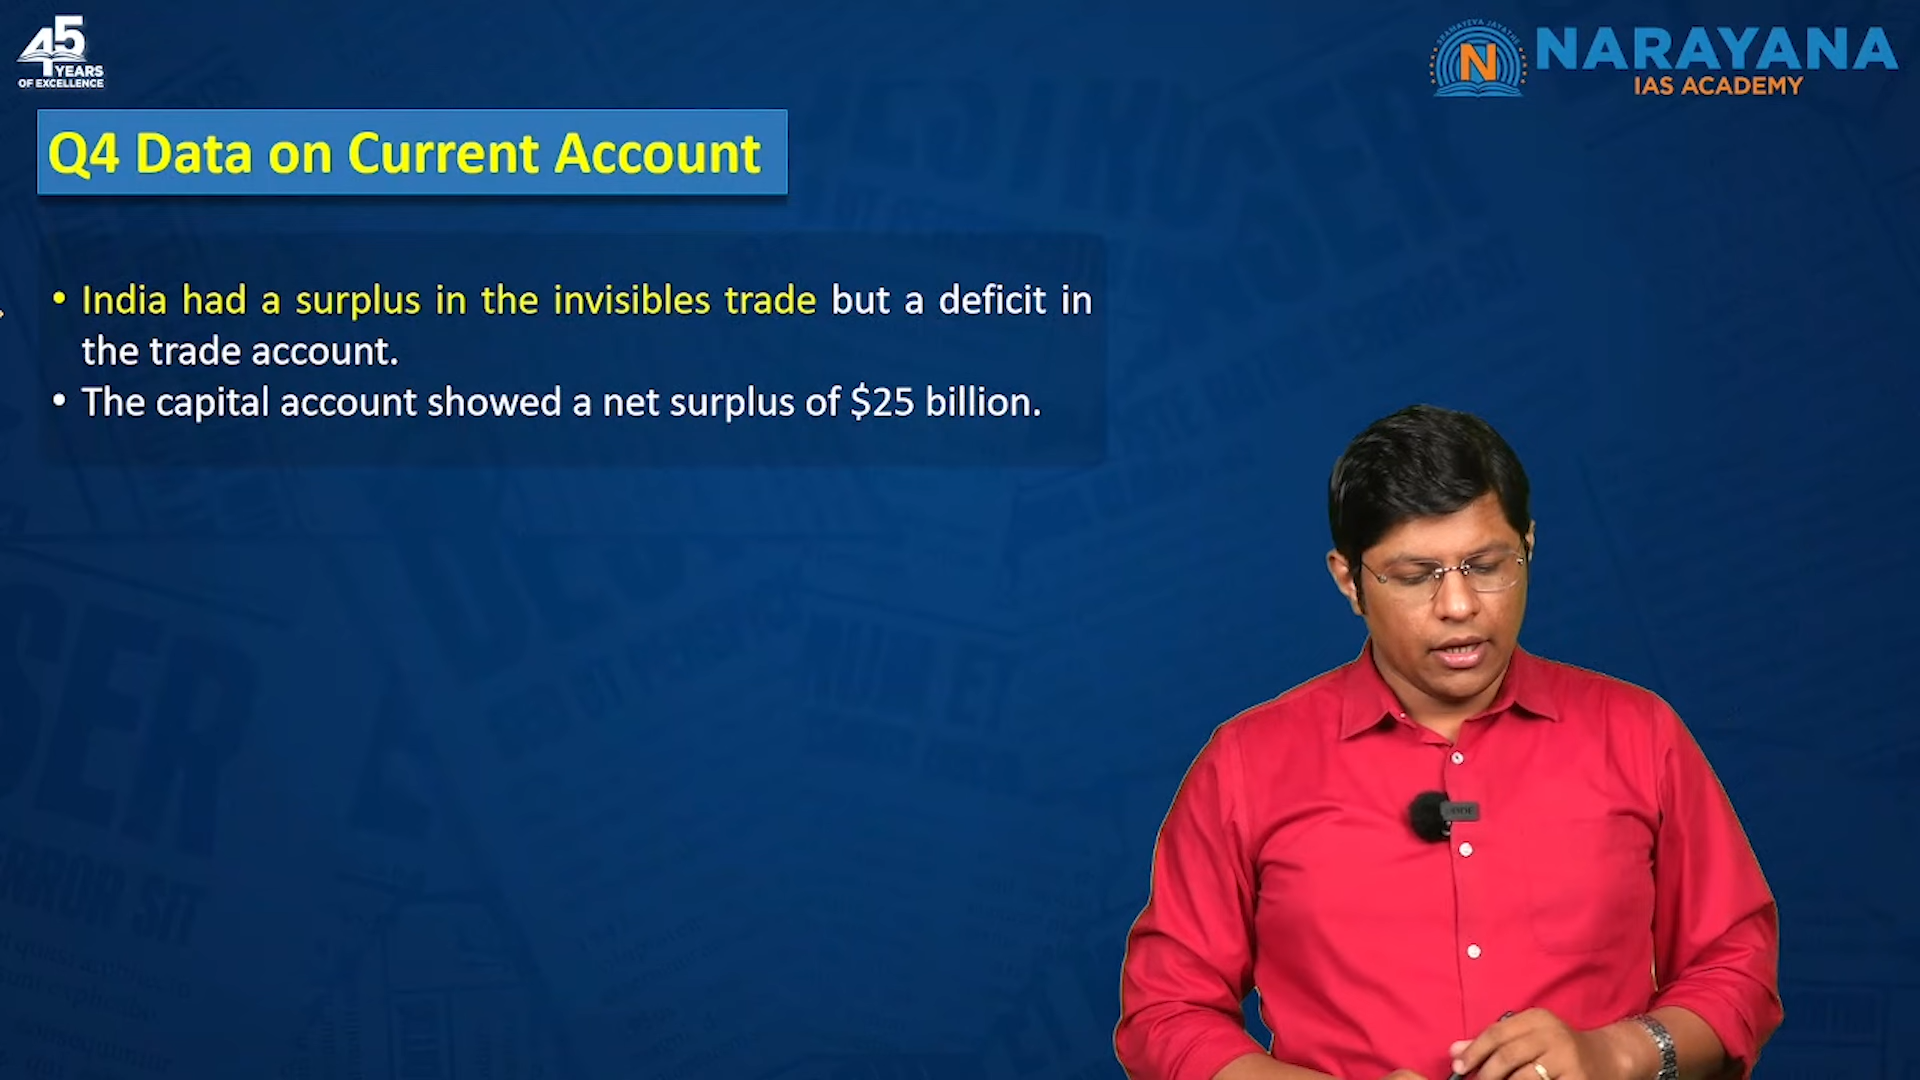 45
YEARS
OF EXCELLENCE
NARAYANA
IAS ACADEMY
Q4 Data on Current Account
• India had a surplus in the invisibles trade but a deficit in
the trade account.
• The capital account showed a net surplus of $25 billion.